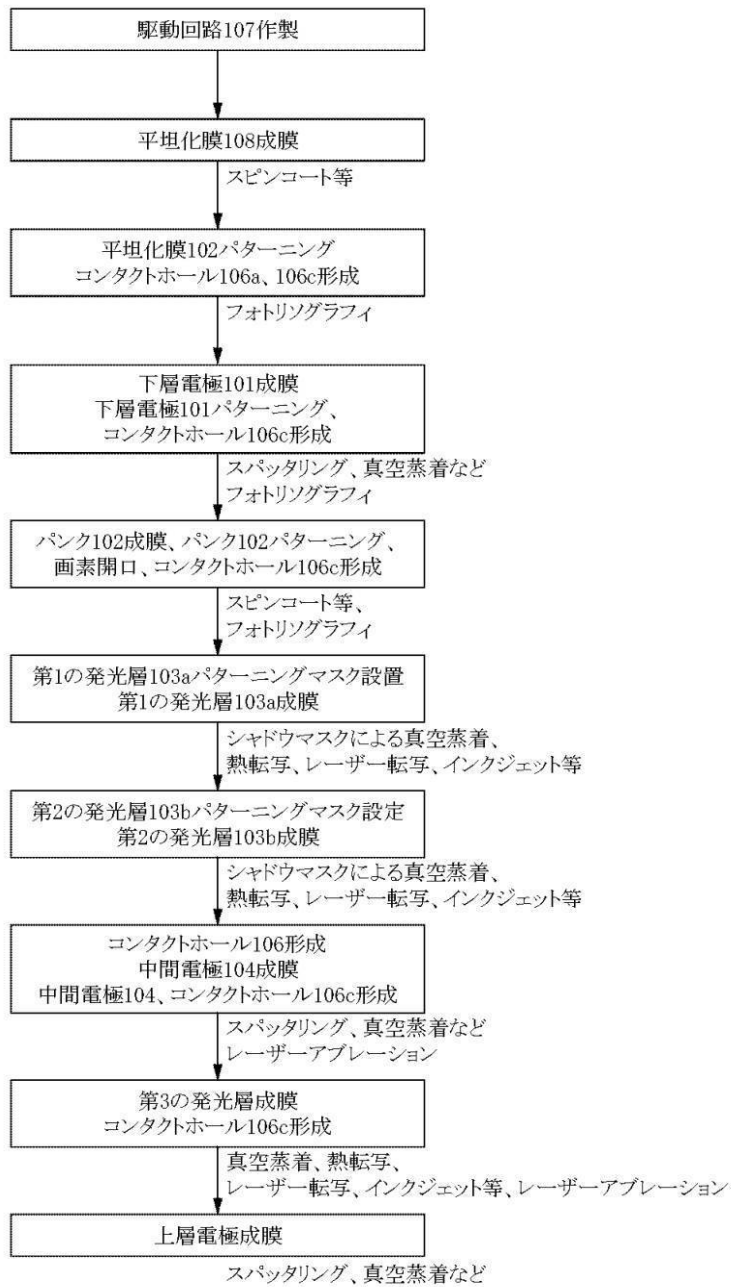 駆動回路107作製
平坦化膜108成膜
スピンコート等
平坦化膜102パターニング
コンタクトホール106a、106c形成
フォトリソグラフィ
下層電極101成膜
下層電極101パターニング、
コンタクトホール106c形成
スパッタリング、真空蒸着など
フォトリソグラフィ
バンク102成膜、バンク102パターニング、
画素開口、コンタクトホール106c形成
スピンコート等、
フォトリソグラフィ
第1の発光層103aパターニングマスク設置
第1の発光層103a成膜
シャドウマスクによる真空蒸着、
熱転写、レーザー転写、インクジェット等
第2の発光層103bパターニングマスク設定
第2の発光層103b成膜
シャドウマスクによる真空蒸着、
熱転写、レーザー転写、インクジェット等
コンタクトホール106形成
中間電極104成膜
中間電極104、コンタクトホール106c形成
スパッタリング、真空蒸着など
レーザーアブレーション
第3の発光層成膜
コンタクトホール106c形成
真空蒸着、熱転写、
レーザー転写、インクジェット等、レーザーアブレーション
上層電極成膜
スパッタリング、真空蒸着など